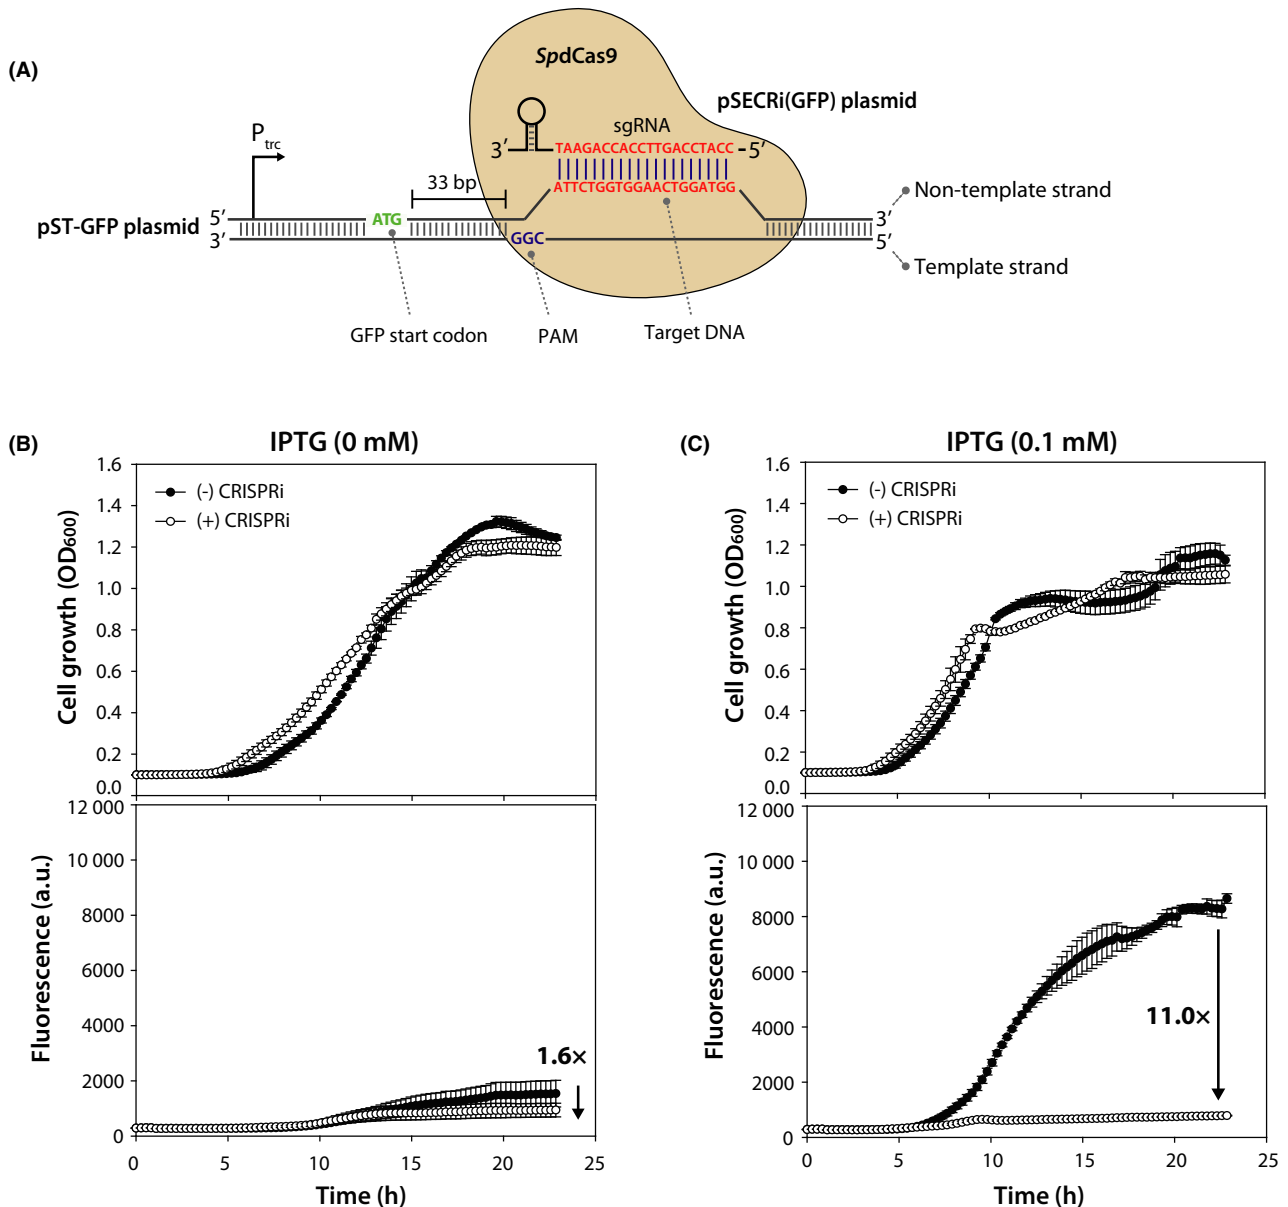 (A)
SpdCas9
pSECRi(GFP) plasmid
sgRNA
3′ TAAGACCACCTTGACCTACC -5′
ATTCTGGTGGAACTGGATGG
Ptrc
33 bp
Non-template strand
pST-GFP plasmid
5′ ATG 3′
3′ GGC 5′
Template strand
GFP start codon
PAM
Target DNA
(B)
IPTG (0 mM)
Cell growth (OD600)
1.6
1.4
1.2
1.0
0.8
0.6
0.4
0.2
0.0
(-) CRISPRi
(+) CRISPRi
Fluorescence (a.u.)
12 000
10 000
8000
6000
4000
2000
0
1.6×
0 5 10 15 20 25
Time (h)
(C)
IPTG (0.1 mM)
Cell growth (OD600)
1.6
1.4
1.2
1.0
0.8
0.6
0.4
0.2
0.0
(-) CRISPRi
(+) CRISPRi
Fluorescence (a.u.)
12 000
10 000
8000
6000
4000
2000
0
11.0×
0 5 10 15 20 25
Time (h)